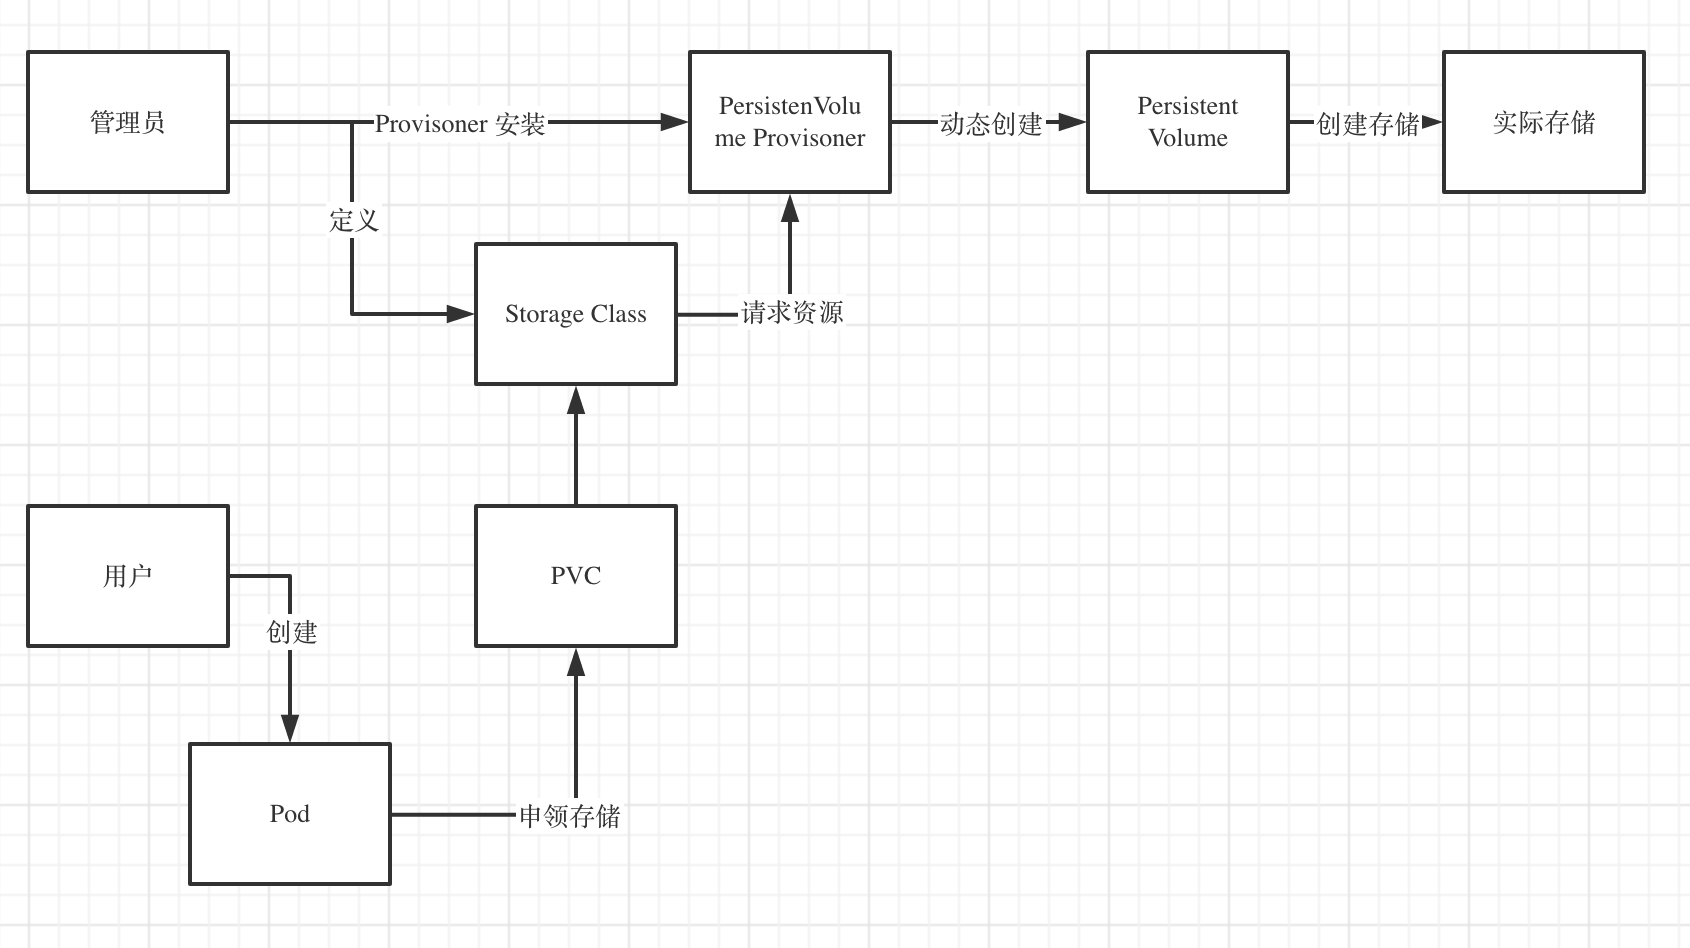 管理员
Provisoner 安装
PersistenVolu
me Provisoner
动态创建
Persistent
Volume
创建存储
实际存储
定义
Storage Class
请求资源
用户
创建
PVC
Pod
申领存储